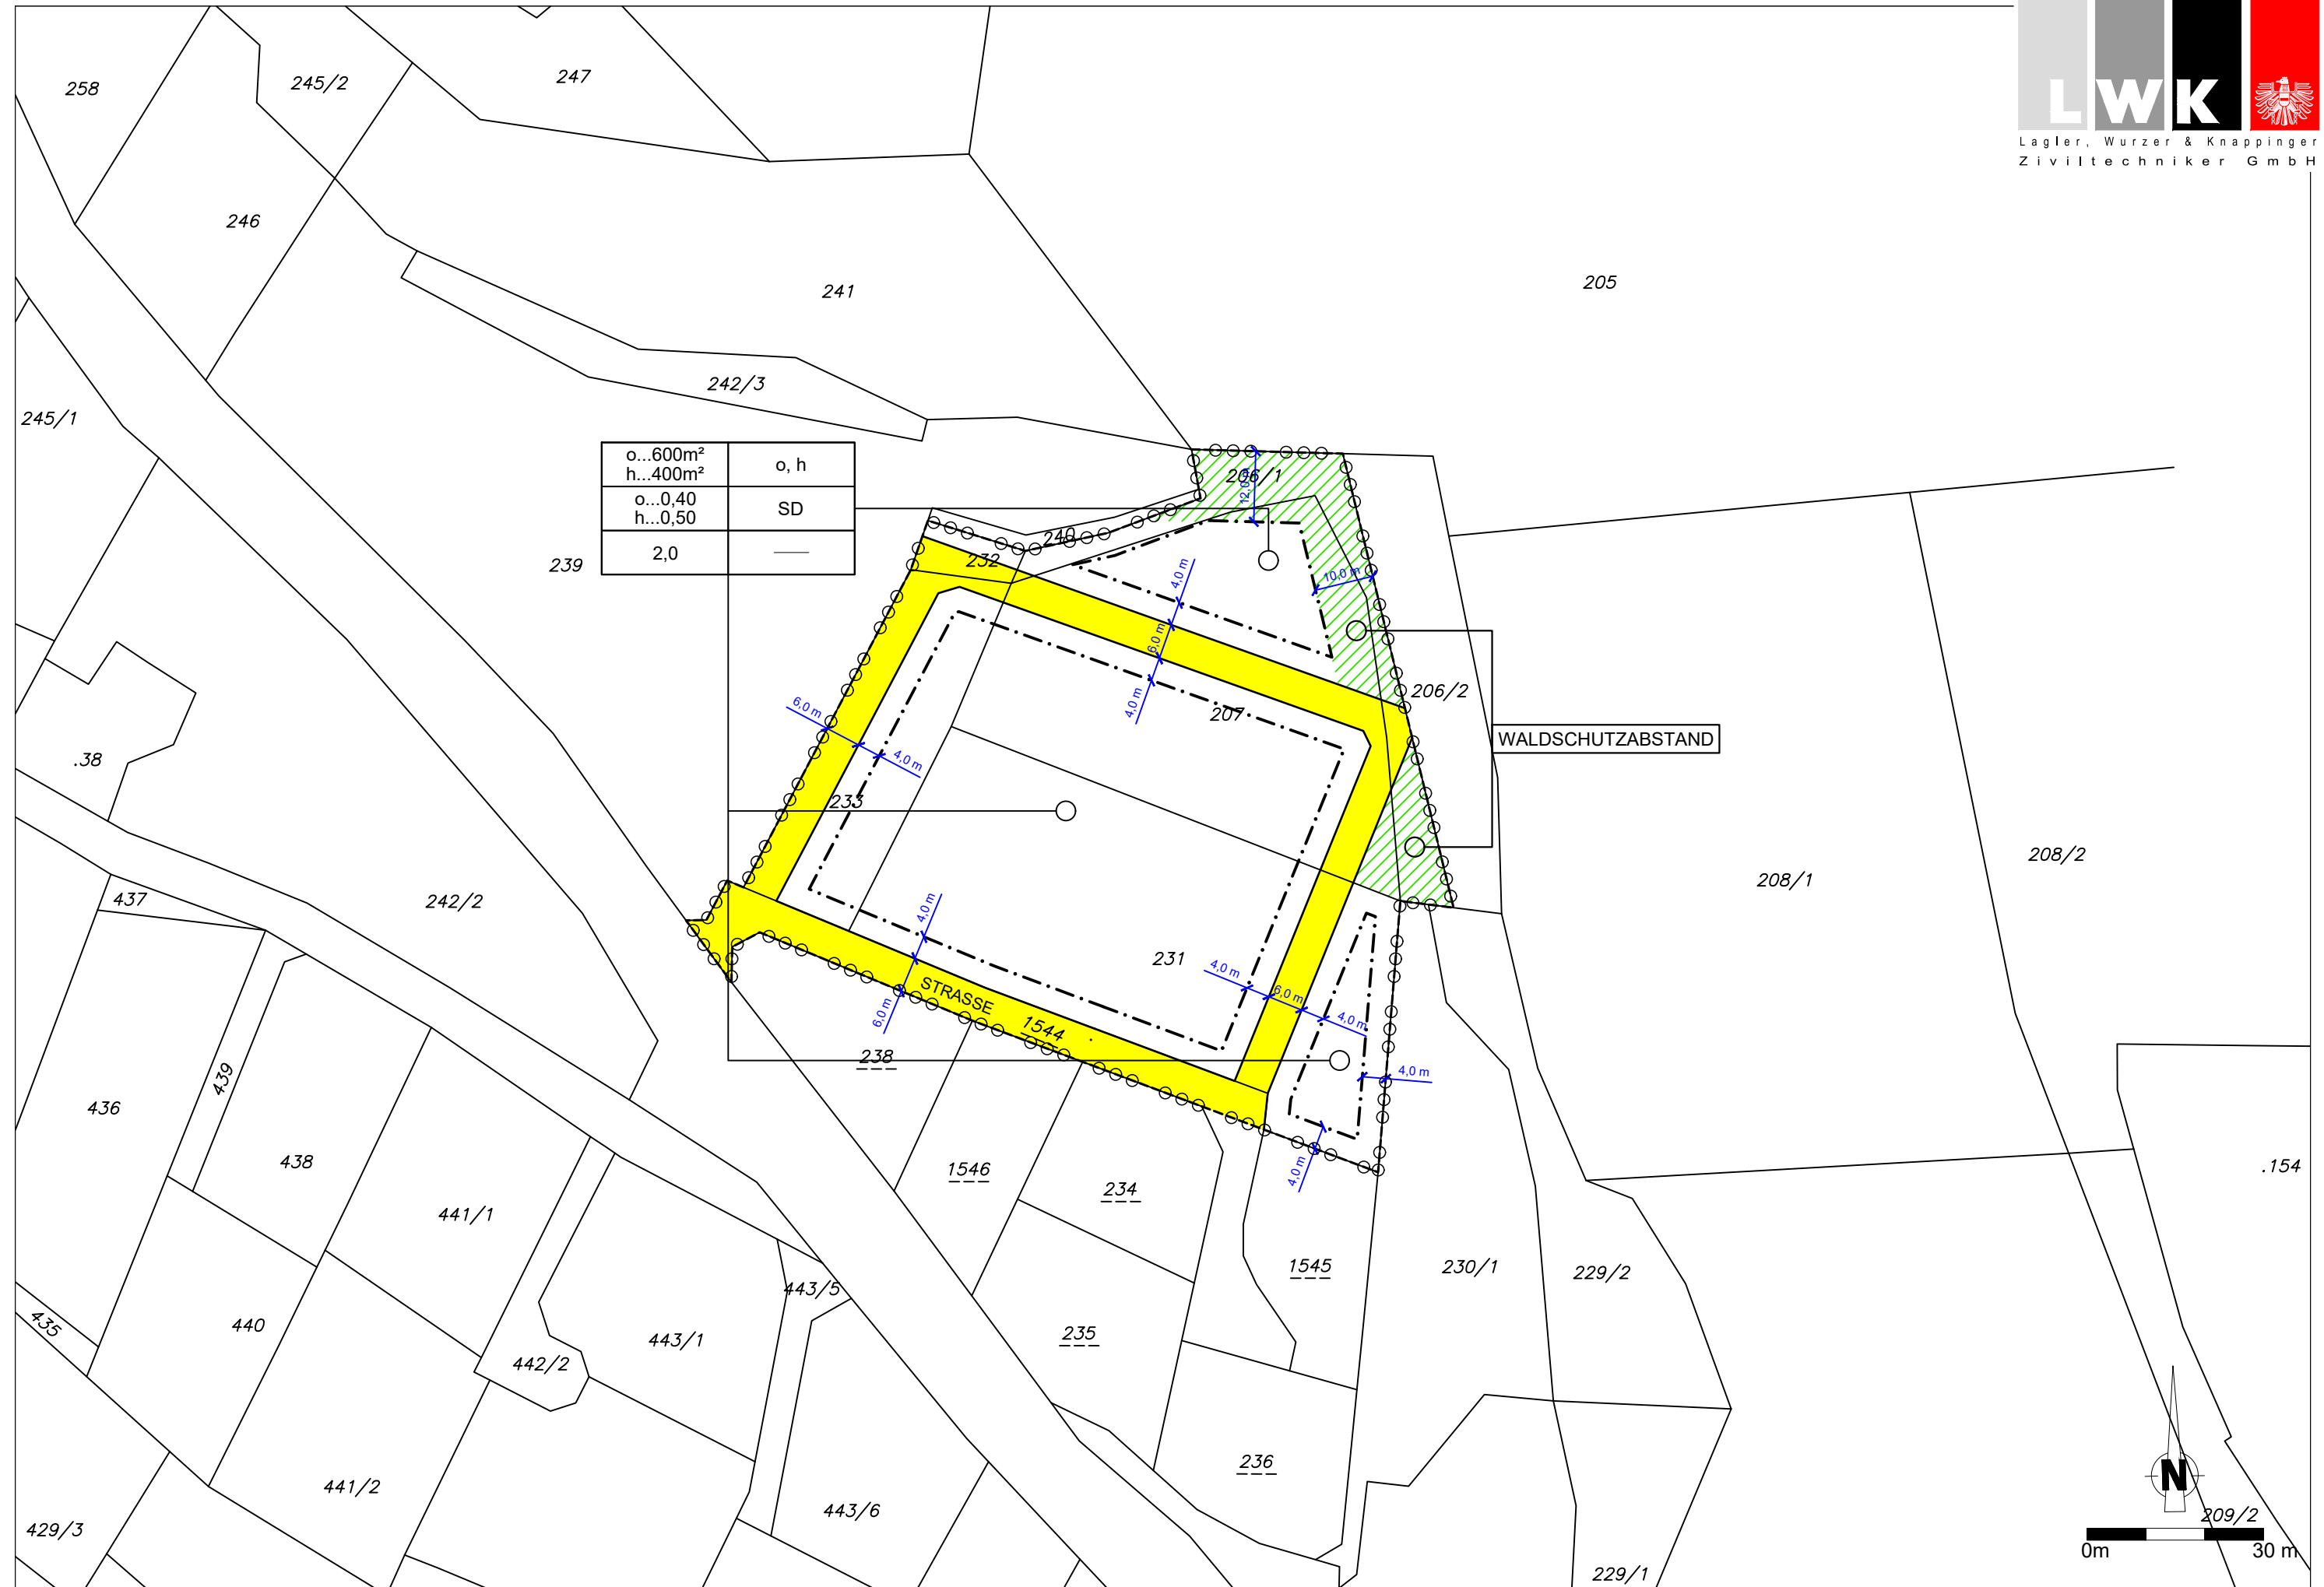 LWK
Lagler, Wurzer & Knappinger
Ziviltechniker GmbH
258
245/2
247
246
241
205
242/3
245/1
o...600m²
h...400m²
o, h
o...0,40
h...0,50
SD
2,0
239
206/1
12,0 m
240
232
10,0 m
4,0 m
6,0 m
4,0 m
206/2
207
6,0 m
4,0 m
WALDSCHUTZABSTAND
.38
233
208/2
208/1
437
242/2
4,0 m
6,0 m
231
4,0 m
6,0 m
4,0 m
STRASSE
1544
238
4,0 m
4,0 m
439
436
438
1546
234
.154
441/1
1545
230/1
229/2
443/5
435
440
443/1
235
442/2
236
441/2
443/6
429/3
N
209/2
0m
30 m
229/1